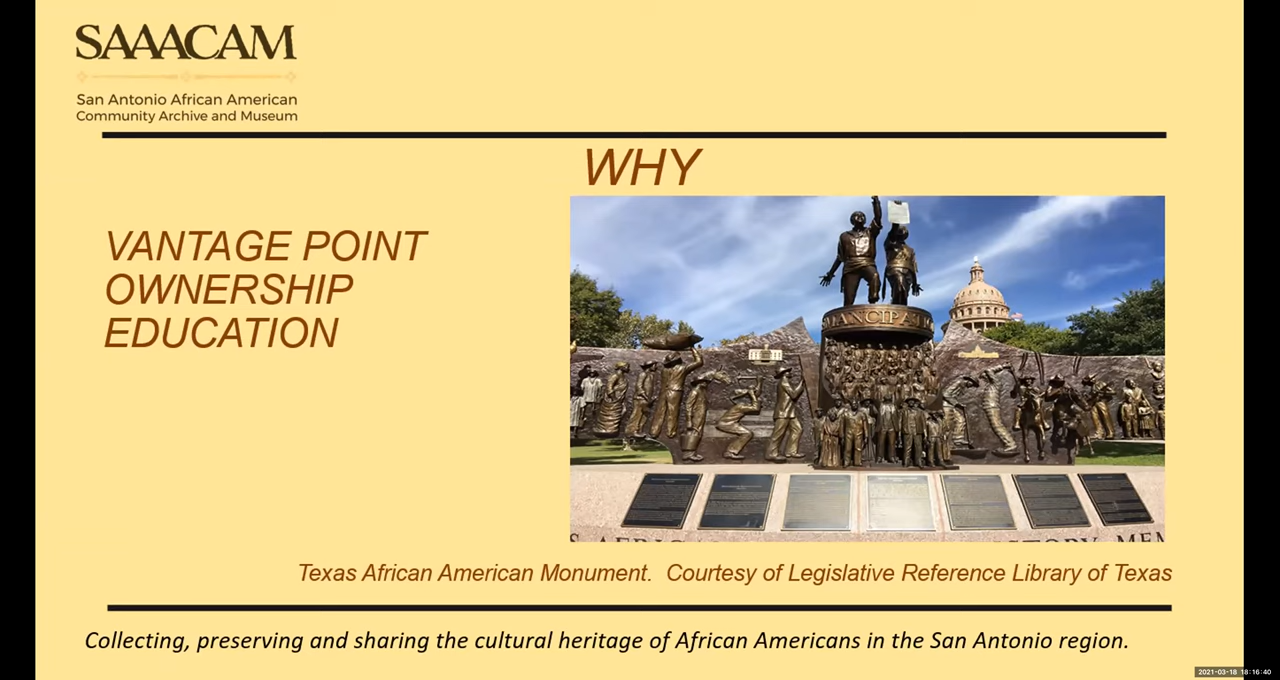 SAAACAM
San Antonio African American
Community Archive and Museum
WHY
VANTAGE POINT
OWNERSHIP
EDUCATION
EMANCIPATION
Texas African American Monument.  Courtesy of Legislative Reference Library of Texas
Collecting, preserving and sharing the cultural heritage of African Americans in the San Antonio region.
2021-03-18 18:16:40